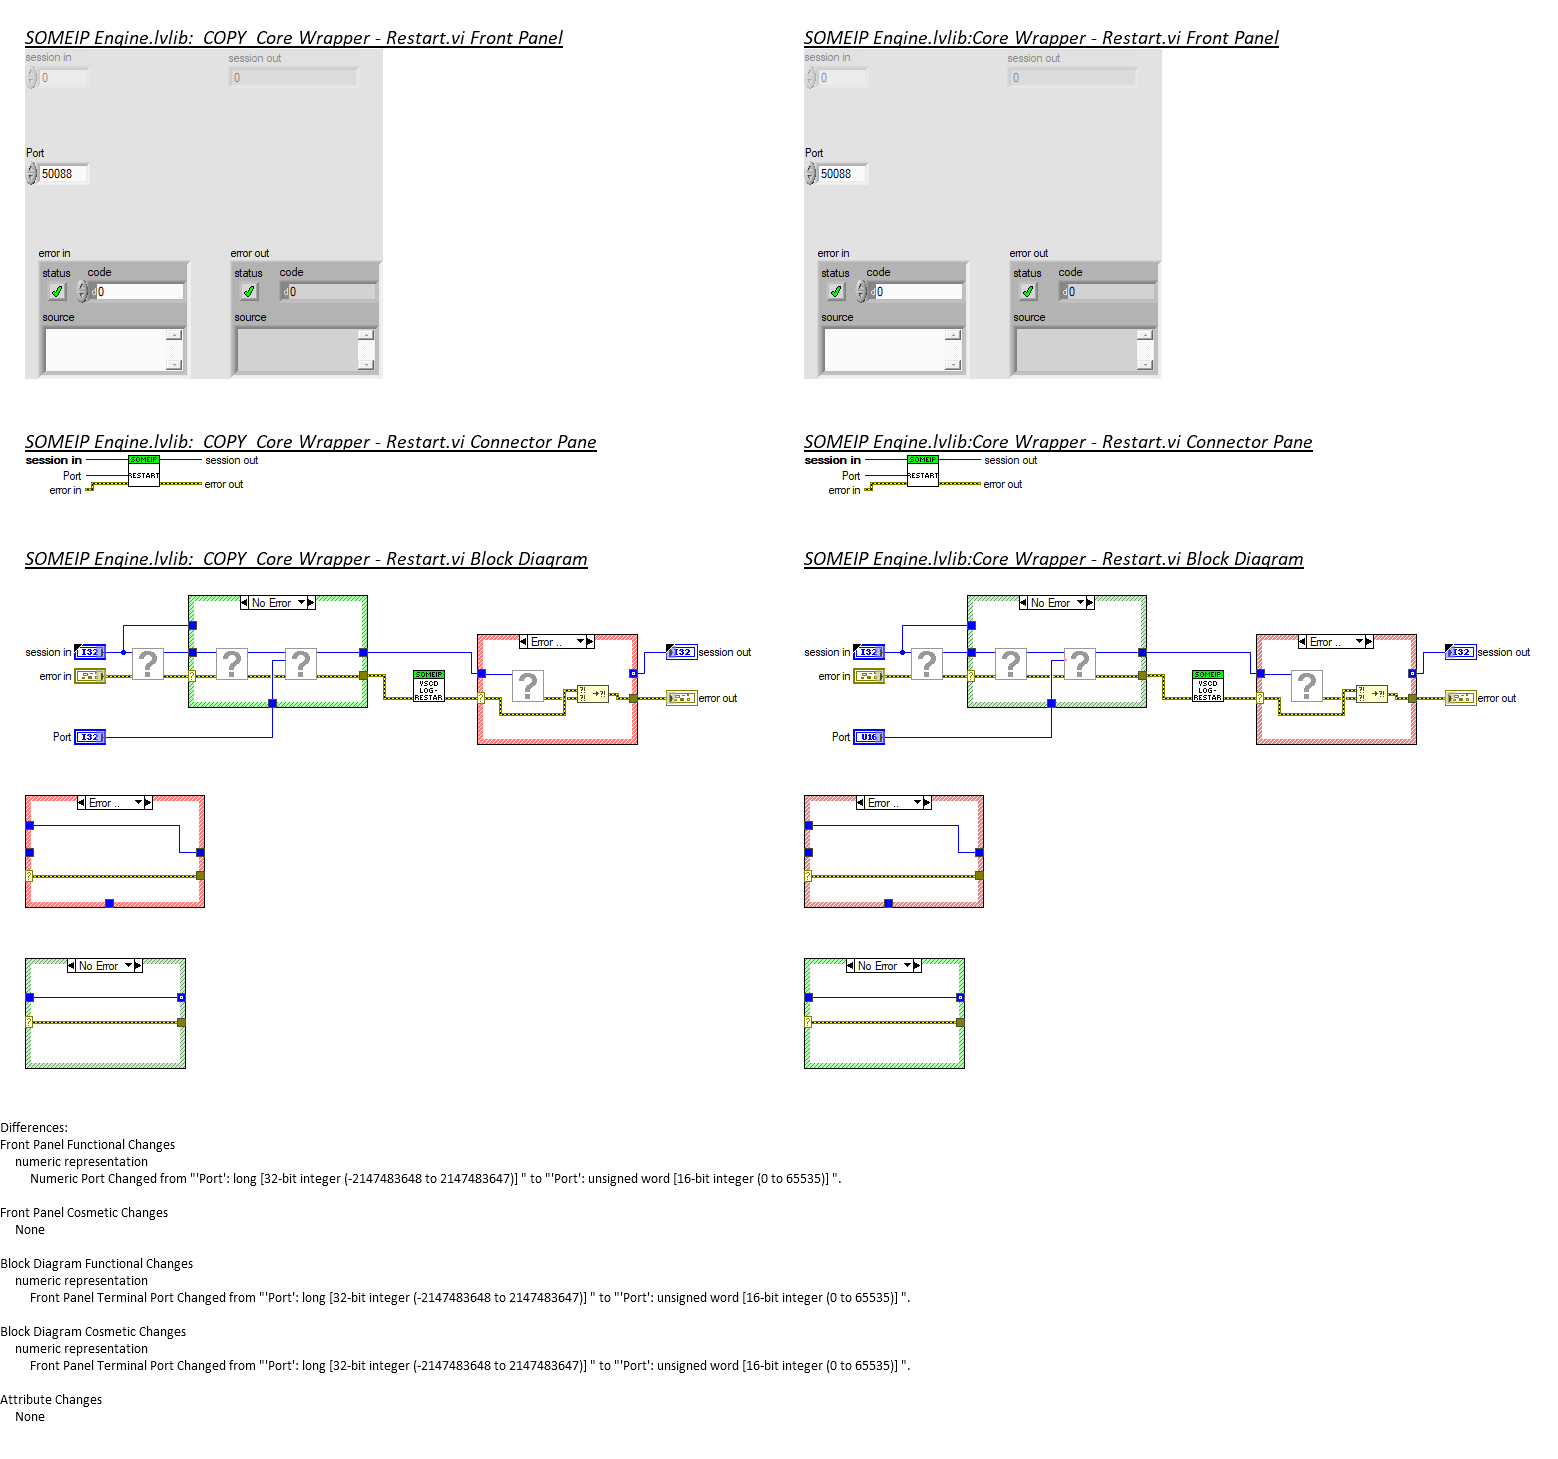 SOMEIP Engine.lvlib:_COPY_Core Wrapper - Restart.vi Front Panel
session in
session out
0
0
Port
50088
error in
error out
status
code
status
code
d0
d0
source
source
SOMEIP Engine.lvlib:Core Wrapper - Restart.vi Front Panel
session in
session out
0
0
Port
50088
error in
error out
status
code
status
code
d0
d0
source
source
SOMEIP Engine.lvlib:_COPY_Core Wrapper - Restart.vi Connector Pane
session in
Port
error in
SOMEIP
RESTART
session out
error out
SOMEIP Engine.lvlib:Core Wrapper - Restart.vi Connector Pane
session in
Port
error in
SOMEIP
RESTART
session out
error out
SOMEIP Engine.lvlib:_COPY_Core Wrapper - Restart.vi Block Diagram
No Error
Error ..
session in
I32
?
?
?
I32
session out
error in
?
SOMEIP
VSCD
LOG-
RESTAR
?
?
?!
?!
→?!
error out
Port
I32
Error ..
?
No Error
?
SOMEIP Engine.lvlib:Core Wrapper - Restart.vi Block Diagram
No Error
Error ..
session in
I32
?
?
?
I32
session out
error in
?
SOMEIP
VSCD
LOG-
RESTAR
?
?
?!
?!
→?!
error out
Port
U16
Error ..
?
No Error
?
Differences:
Front Panel Functional Changes
numeric representation
Numeric Port Changed from "'Port': long [32-bit integer (-2147483648 to 2147483647)] " to "'Port': unsigned word [16-bit integer (0 to 65535)] ".
Front Panel Cosmetic Changes
None
Block Diagram Functional Changes
numeric representation
Front Panel Terminal Port Changed from "'Port': long [32-bit integer (-2147483648 to 2147483647)] " to "'Port': unsigned word [16-bit integer (0 to 65535)] ".
Block Diagram Cosmetic Changes
numeric representation
Front Panel Terminal Port Changed from "'Port': long [32-bit integer (-2147483648 to 2147483647)] " to "'Port': unsigned word [16-bit integer (0 to 65535)] ".
Attribute Changes
None